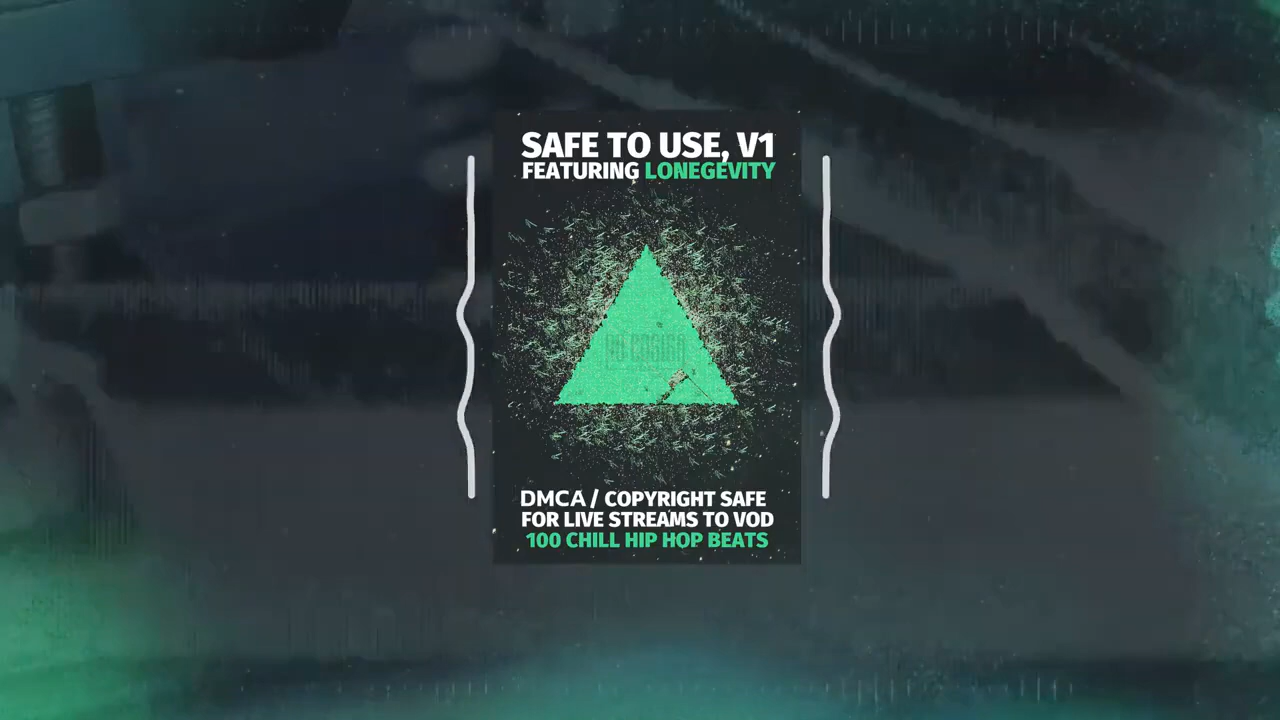 SAFE TO USE, V1
FEATURING LONEGEVITY
DMCA / COPYRIGHT SAFE
FOR LIVE STREAMS TO VOD
100 CHILL HIP HOP BEATS